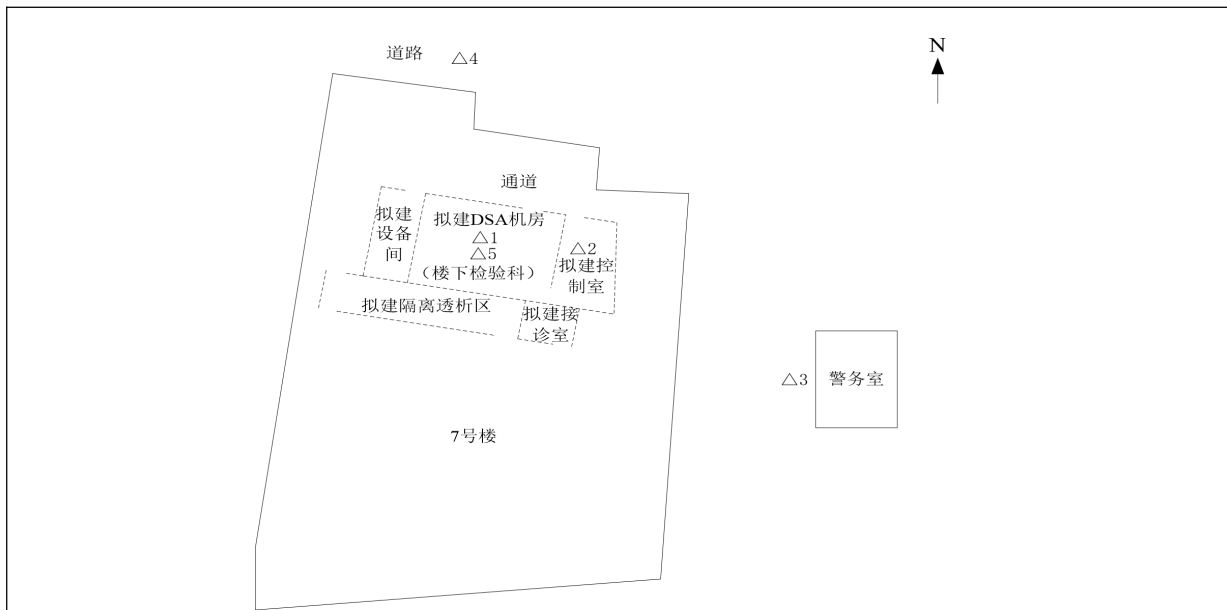 道路 △4
N
通道
拟建
设备
间
拟建DSA机房
△1
△5
（楼下检验科）
△2
拟建控
制室
拟建隔离透析区
拟建接
诊室
△3 警务室
7号楼